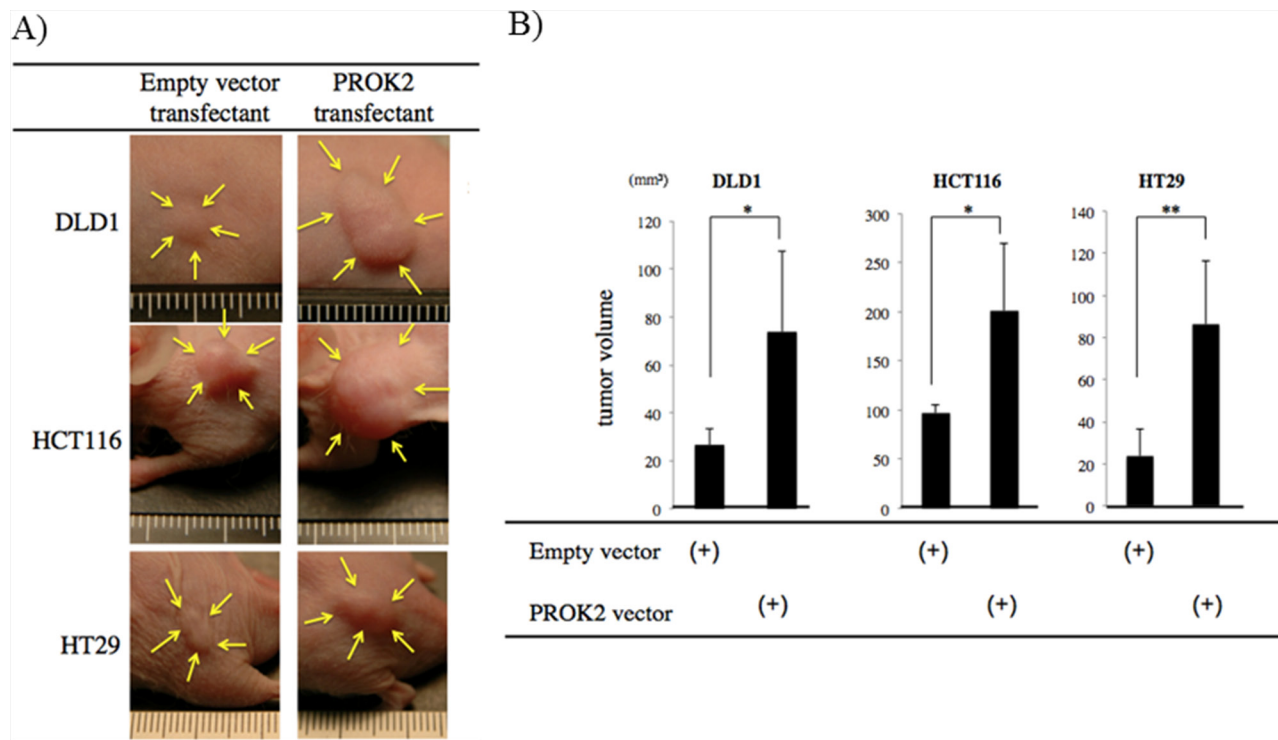 A)
Empty vector transfectant
PROK2 transfectant
DLD1
HCT116
HT29
B)
(mm³)
DLD1
HCT116
HT29
tumor volume
120
100
80
60
40
20
0
*
300
250
200
150
100
50
0
*
140
120
100
80
60
40
20
0
**
Empty vector (+) (+) (+)
PROK2 vector (+) (+) (+)